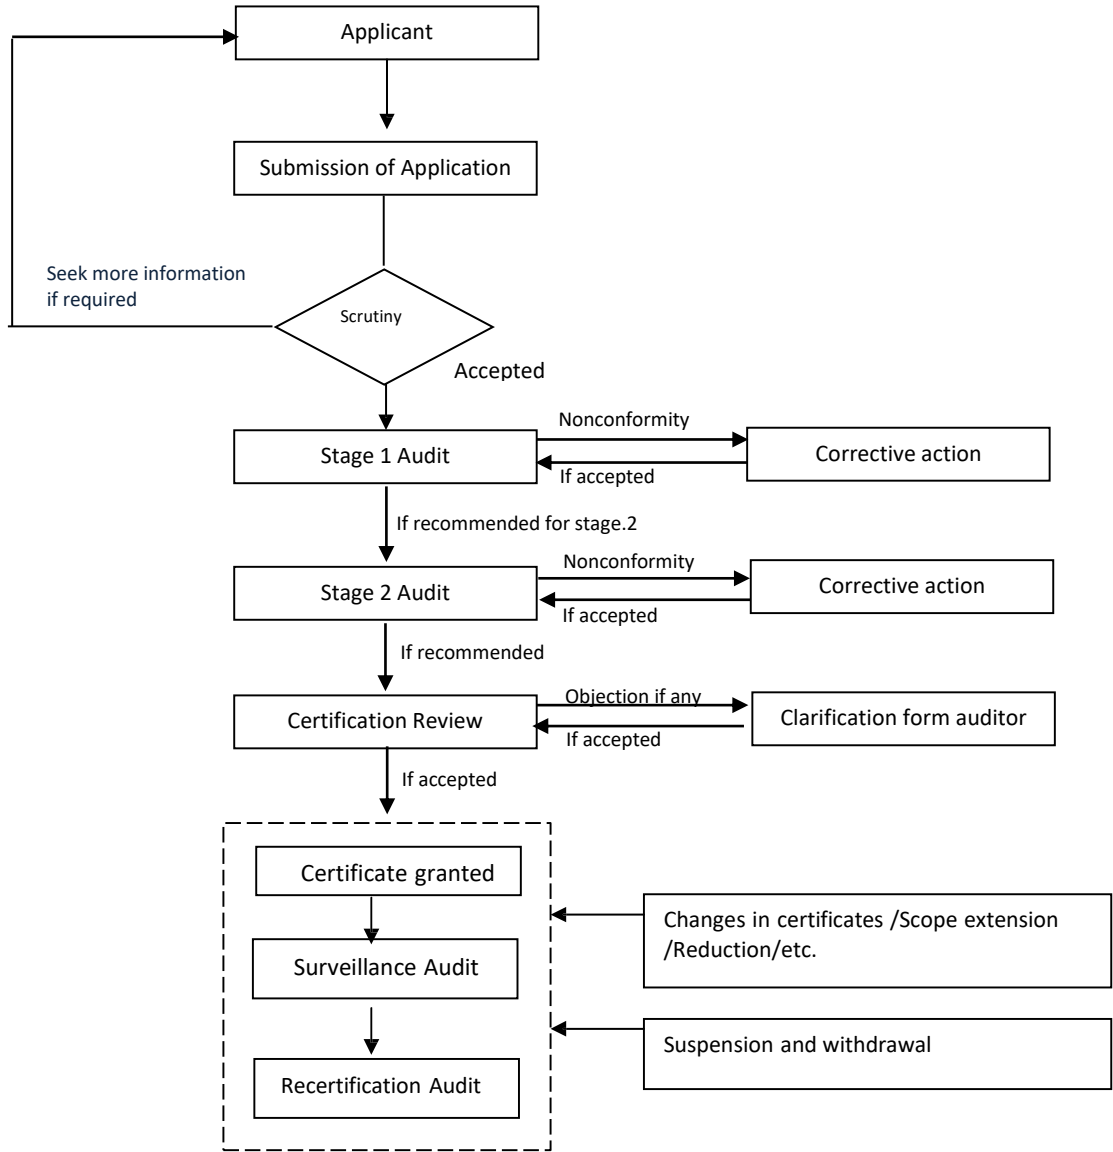 Applicant
Submission of Application
Seek more information
if required
Scrutiny
Accepted
Nonconformity
Stage 1 Audit
Corrective action
If accepted
If recommended for stage.2
Nonconformity
Stage 2 Audit
Corrective action
If accepted
If recommended
Objection if any
Certification Review
Clarification form auditor
If accepted
If accepted
Certificate granted
Changes in certificates /Scope extension
/Reduction/etc.
Surveillance Audit
Suspension and withdrawal
Recertification Audit